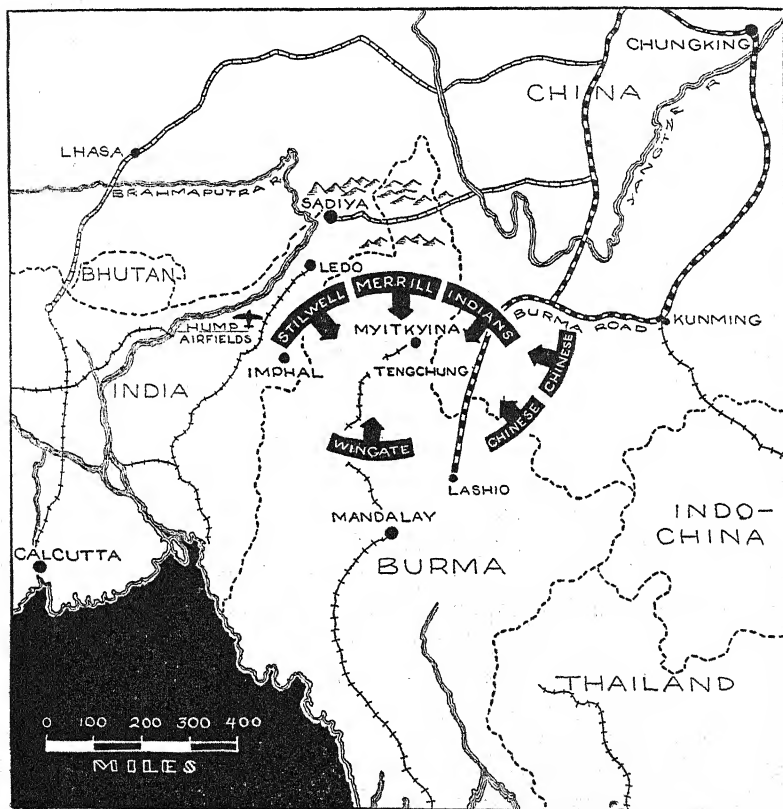 CHUNGKING
CHINA
YANGTZE R
LHASA
BRAHMAPUTRA R
SADIYA
BHUTAN
LEDO
STILWELL
MERRILL
INDIANS
HUMP
AIRFIELDS
BURMA ROAD
KUNMING
MYITKYINA
IMPHAL
TENGCHUNG
CHINESE
INDIA
CHINESE
WINGATE
LASHIO
MANDALAY
INDO-
CHINA
CALCUTTA
BURMA
THAILAND
0 100 200 300 400
MILES